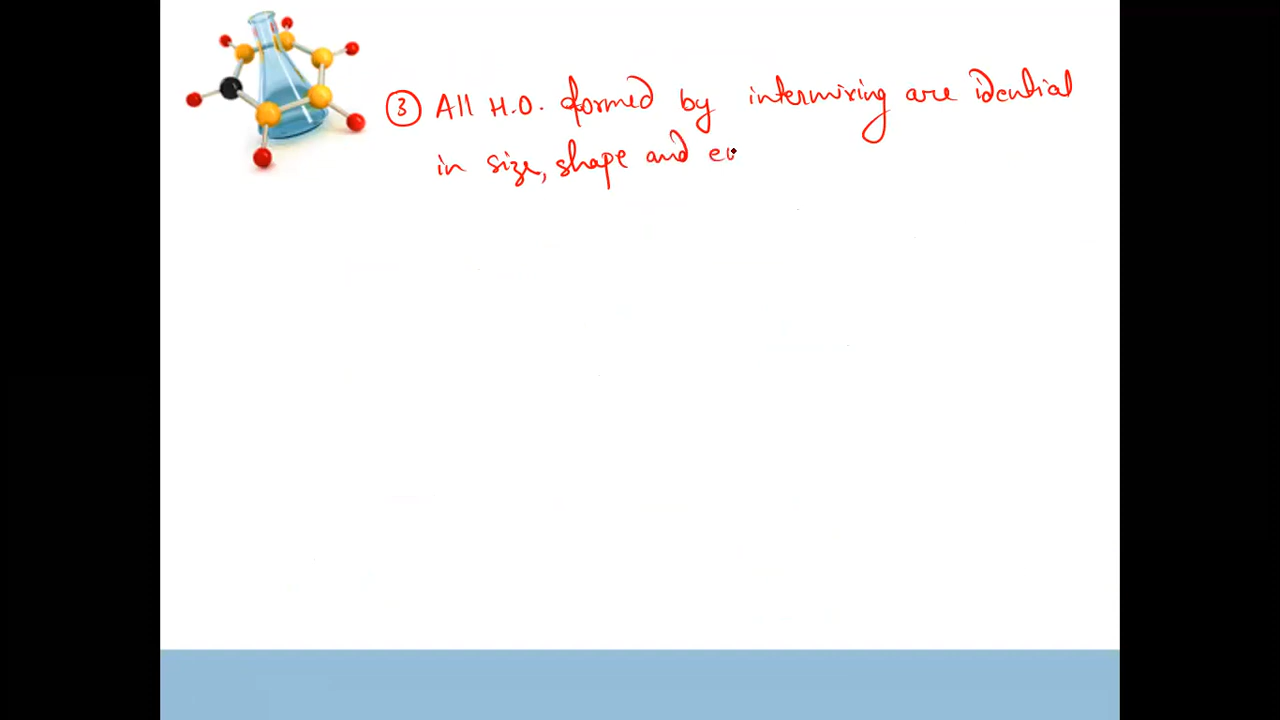 ③ All H.O. formed by intermixing are idential
in size, shape and